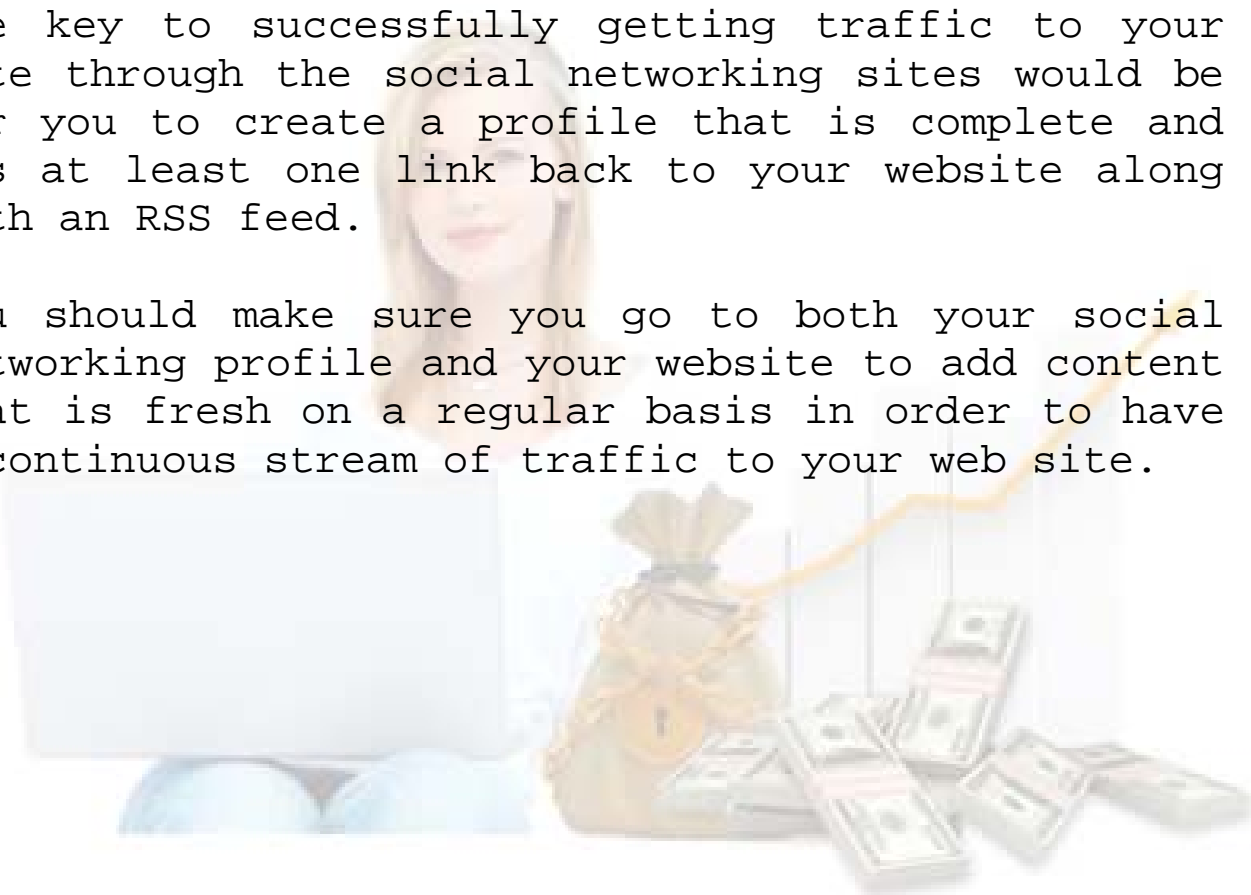 e key to successfully getting traffic to your
te through the social networking sites would be
r you to create a profile that is complete and
s at least one link back to your website along
th an RSS feed.
u should make sure you go to both your social
tworking profile and your website to add content
at is fresh on a regular basis in order to have
continuous stream of traffic to your web site.